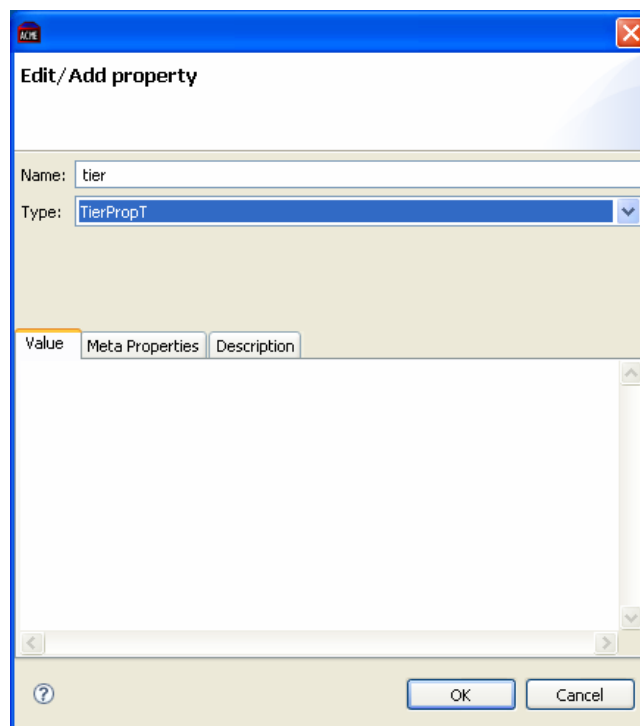 ACME
Edit/Add property
Name: tier
Type: TierPropT
Value Meta Properties Description
? OK Cancel